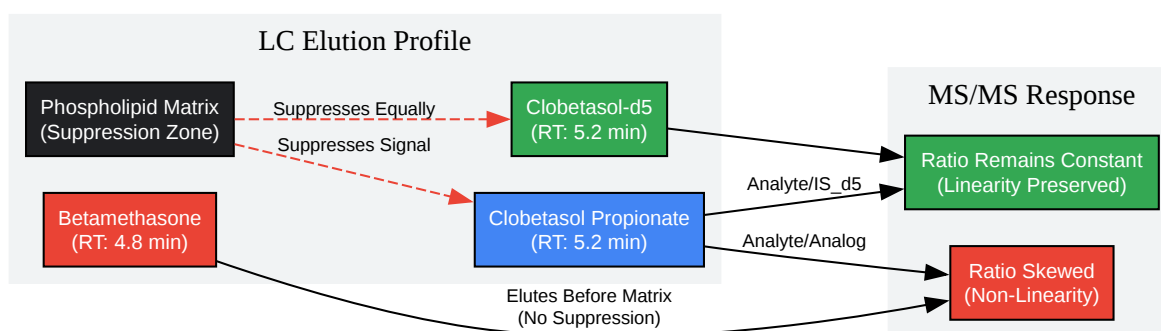 LC Elution Profile
Phospholipid Matrix
(Suppression Zone)
Suppresses Equally
Clobetasol-d5
(RT: 5.2 min)
Suppresses Signal
Betamethasone
(RT: 4.8 min)
Clobetasol Propionate
(RT: 5.2 min)
Elutes Before Matrix
(No Suppression)
Analyte/IS_d5
Analyte/Analog
MS/MS Response
Ratio Remains Constant
(Linearity Preserved)
Ratio Skewed
(Non-Linearity)